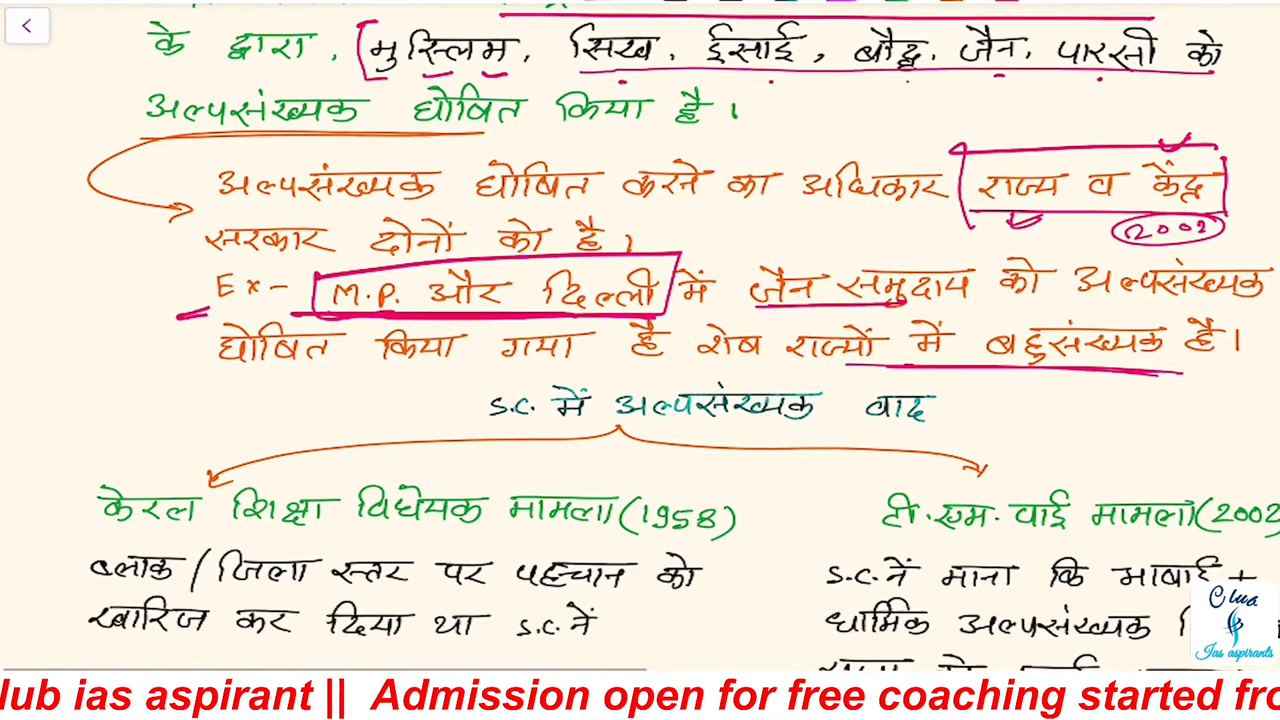 के द्वारा, मुस्लिम, सिख, ईसाई, बौद्ध, जैन, पारसी को
अल्पसंख्यक घोषित किया है।
अल्पसंख्यक घोषित करने का अधिकार राज्य व केंद्र
2002
सरकार दोनों को है।
Ex- M.P. और दिल्ली में जैन समुदाय को अल्पसंख्यक
घोषित किया गया है शेष राज्यों में बहुसंख्यक है।
S.C. में अल्पसंख्यक वाद
केरल शिक्षा विधेयक मामला (1958)
टी.एम. पाई मामला (2002)
ब्लाक / जिला स्तर पर पहचान को
S.C. नें माना कि भाषाई +
खारिज कर दिया था S.C. नें
धार्मिक अल्पसंख्यक
Club
Ias aspirants
lub ias aspirant || Admission open for free coaching started fro